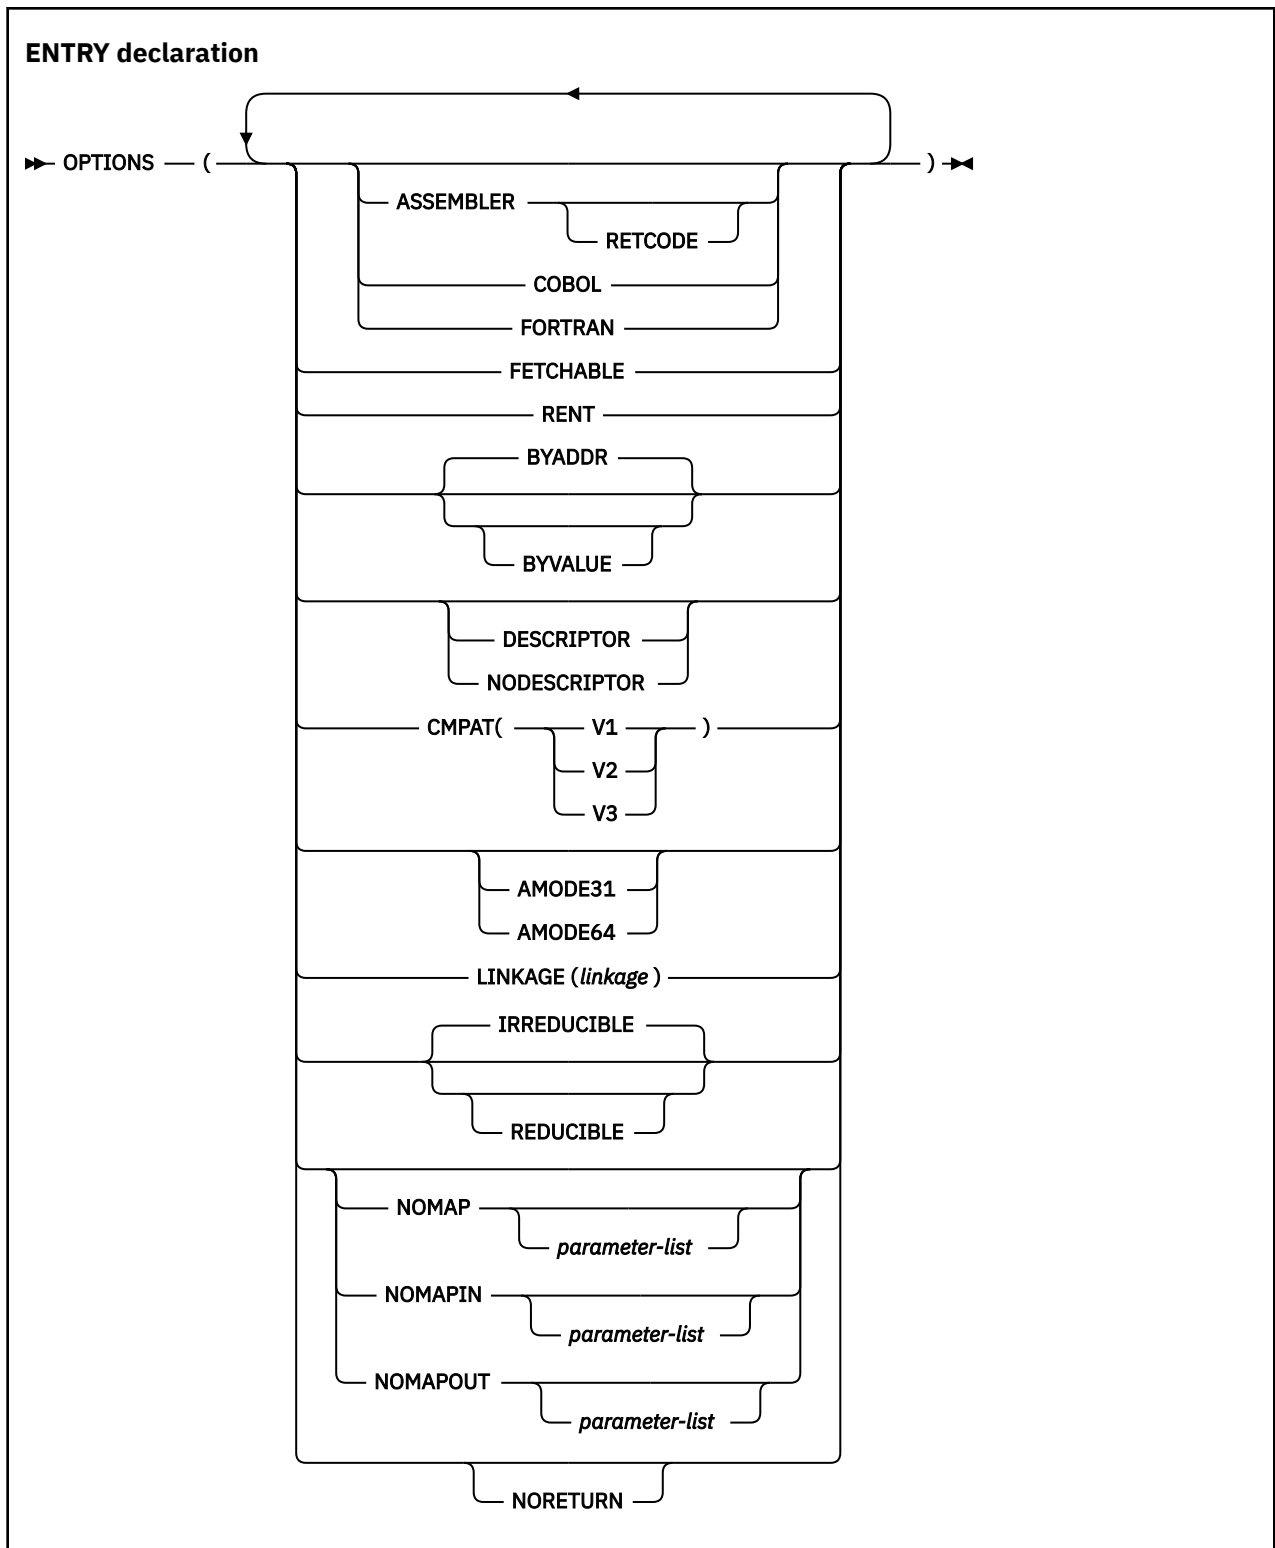 ENTRY declaration
OPTIONS ( )
ASSEMBLER
RETCODE
COBOL
FORTRAN
FETCHABLE
RENT
BYADDR
BYVALUE
DESCRIPTOR
NODESCRIPTOR
CMPAT( V1 )
V2
V3
AMODE31
AMODE64
LINKAGE (linkage )
IRREDUCIBLE
REDUCIBLE
NOMAP
parameter-list
NOMAPIN
parameter-list
NOMAPOUT
parameter-list
NORETURN